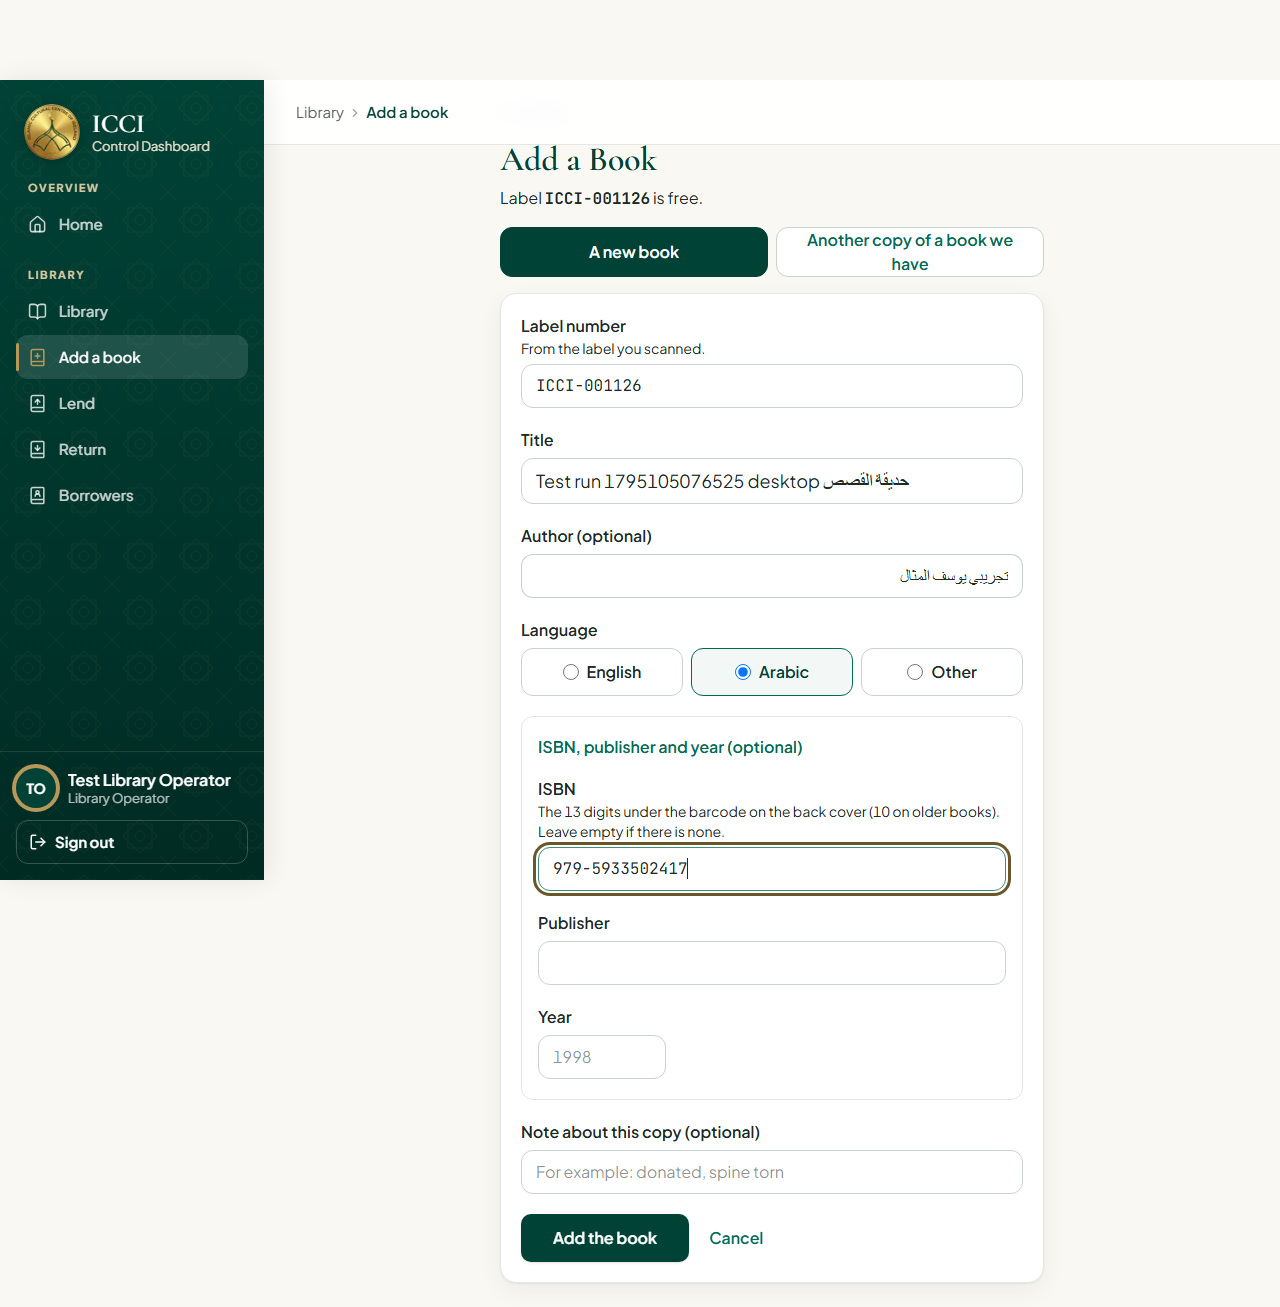 ICCI
Control Dashboard
OVERVIEW
Home
LIBRARY
Library
Add a book
Lend
Return
Borrowers
TO
Test Library Operator
Library Operator
Sign out
Library > Add a book
Add a Book
Label ICCI-001126 is free.
A new book
Another copy of a book we
have
Label number
From the label you scanned.
ICCI-001126
Title
Test run 1795105076525 desktop حديقة القصص
Author (optional)
تجريبي يوسف المثال
Language
English
Arabic
Other
ISBN, publisher and year (optional)
ISBN
The 13 digits under the barcode on the back cover (10 on older books).
Leave empty if there is none.
979-5933502417
Publisher
Year
1998
Note about this copy (optional)
For example: donated, spine torn
Add the book
Cancel